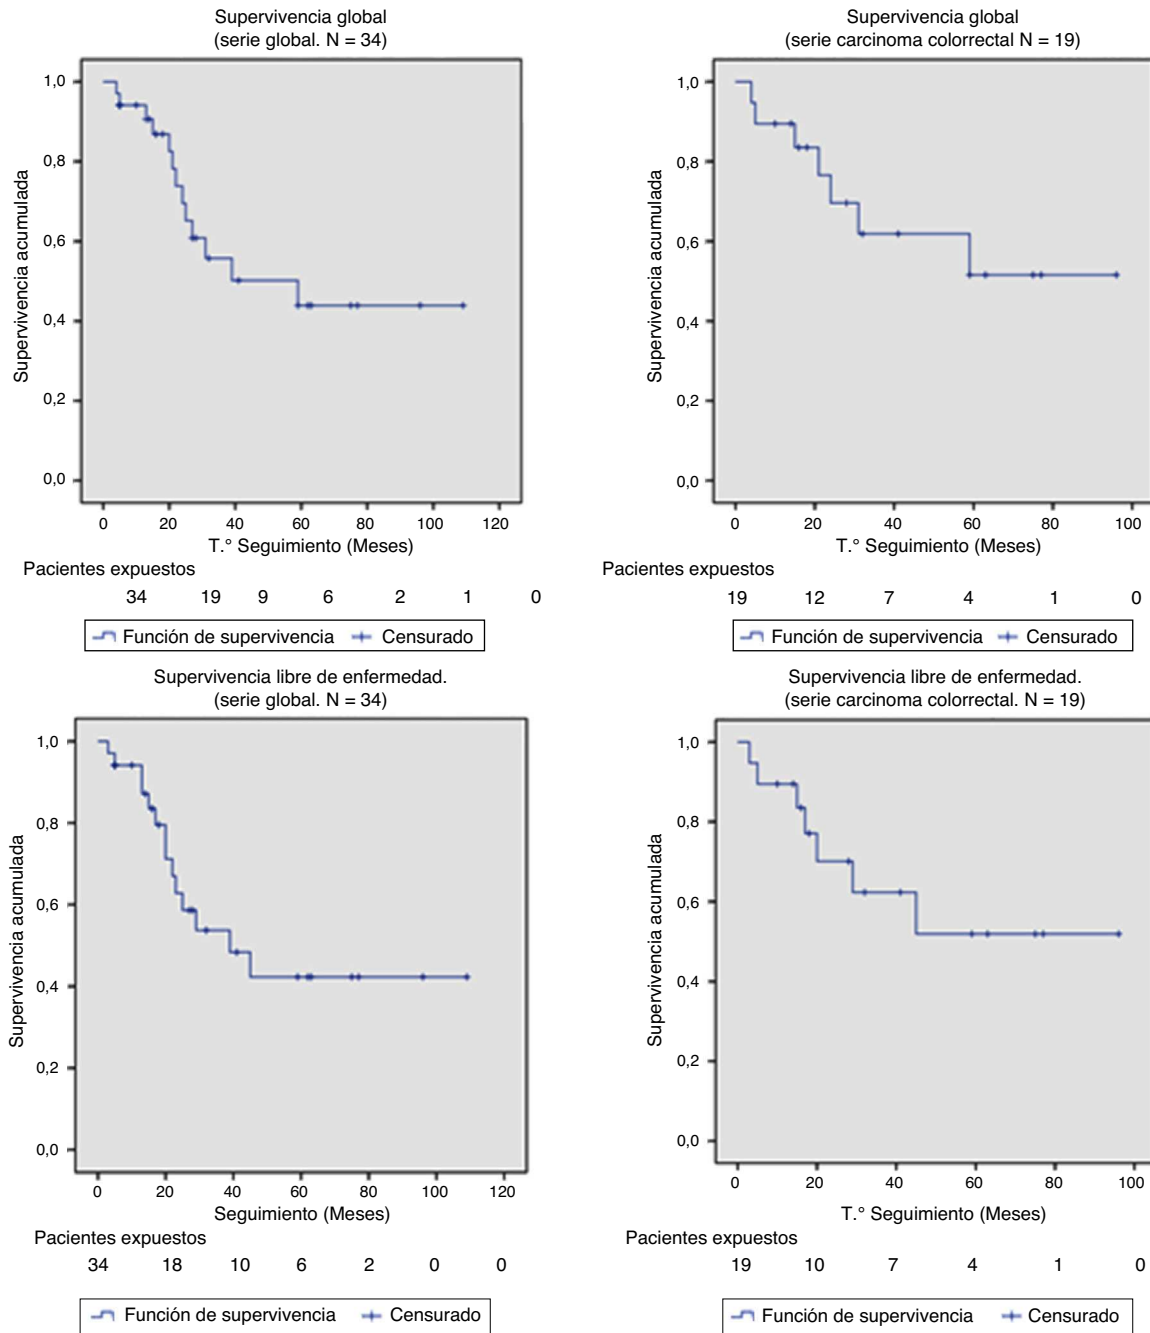 Supervivencia global
(serie global. N = 34)
1,0
0,8
0,6
0,4
0,2
0,0
Supervivencia acumulada
0 20 40 60 80 100 120
T.° Seguimiento (Meses)
Pacientes expuestos
34 19 9 6 2 1 0
Función de supervivencia Censurado
Supervivencia global
(serie carcinoma colorrectal N = 19)
1,0
0,8
0,6
0,4
0,2
0,0
Supervivencia acumulada
0 20 40 60 80 100
T.° Seguimiento (Meses)
Pacientes expuestos
19 12 7 4 1 0
Función de supervivencia Censurado
Supervivencia libre de enfermedad.
(serie global. N = 34)
1,0
0,8
0,6
0,4
0,2
0,0
Supervivencia acumulada
0 20 40 60 80 100 120
Seguimiento (Meses)
Pacientes expuestos
34 18 10 6 2 0 0
Función de supervivencia Censurado
Supervivencia libre de enfermedad.
(serie carcinoma colorrectal. N = 19)
1,0
0,8
0,6
0,4
0,2
0,0
Supervivencia acumulada
0 20 40 60 80 100
T.° Seguimiento (Meses)
Pacientes expuestos
19 10 7 4 1 0
Función de supervivencia Censurado